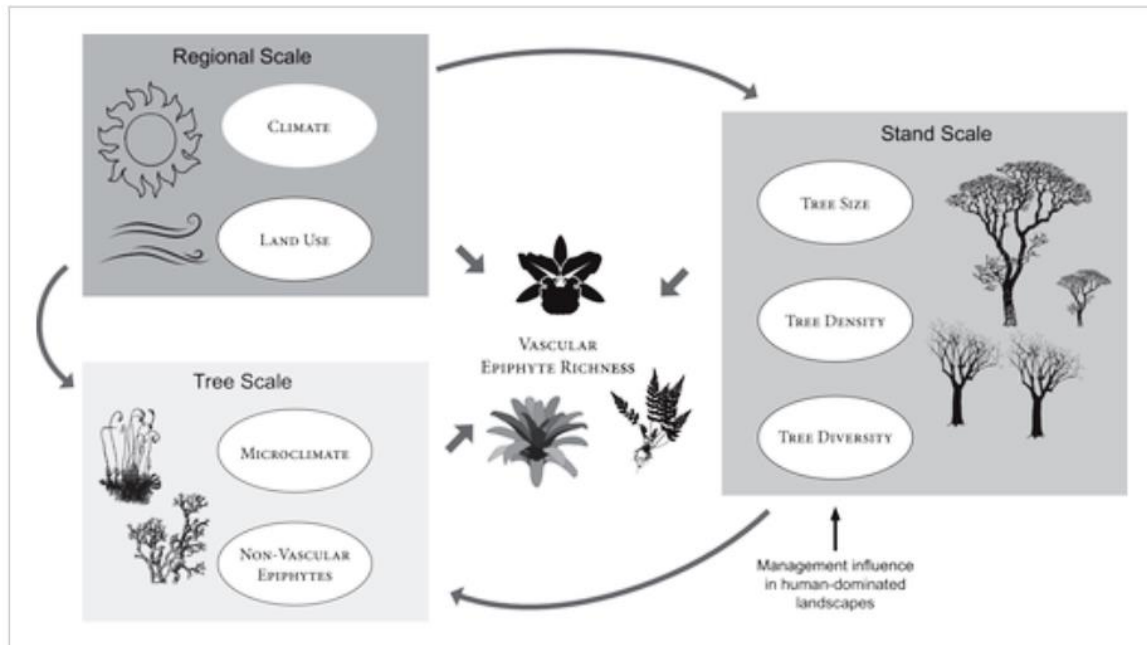 Regional Scale
CLIMATE
LAND USE
Stand Scale
TREE SIZE
TREE DENSITY
TREE DIVERSITY
VASCULAR
EPIPHYTE RICHNESS
Tree Scale
MICROCLIMATE
NON-VASCULAR
EPIPHYTES
Management influence
in human-dominated
landscapes